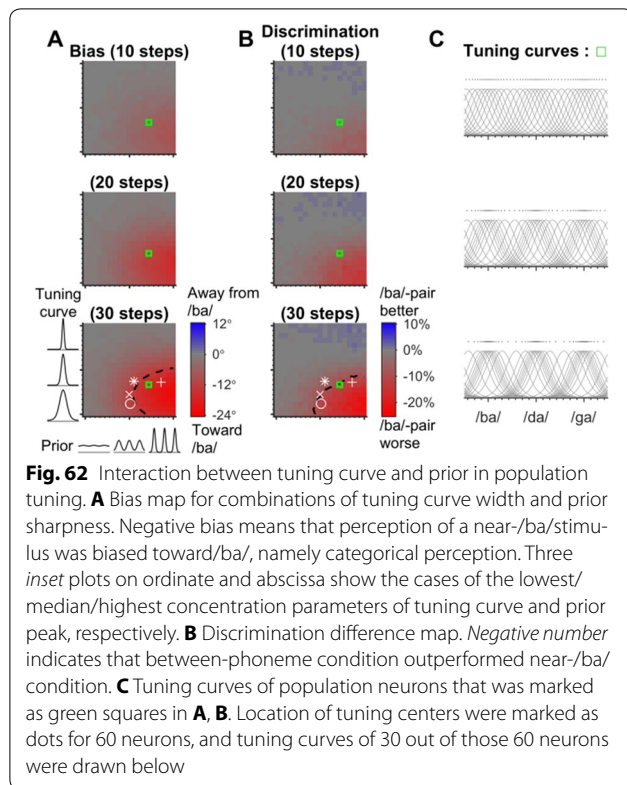 A
Bias (10 steps)
(20 steps)
Tuning
curve
(30 steps)
Away from
/ba/
12°
0°
-12°
-24°
Toward
/ba/
Prior
B
Discrimination
(10 steps)
(20 steps)
(30 steps)
/ba/-pair
better
10%
0%
-10%
-20%
/ba/-pair
worse
C
Tuning curves :
/ba/ /da/ /ga/
Fig. 62 Interaction between tuning curve and prior in population
tuning. A Bias map for combinations of tuning curve width and prior
sharpness. Negative bias means that perception of a near-/ba/stimu-
lus was biased toward/ba/, namely categorical perception. Three
inset plots on ordinate and abscissa show the cases of the lowest/
median/highest concentration parameters of tuning curve and prior
peak, respectively. B Discrimination difference map. Negative number
indicates that between-phoneme condition outperformed near-/ba/
condition. C Tuning curves of population neurons that was marked
as green squares in A, B. Location of tuning centers were marked as
dots for 60 neurons, and tuning curves of 30 out of those 60 neurons
were drawn below